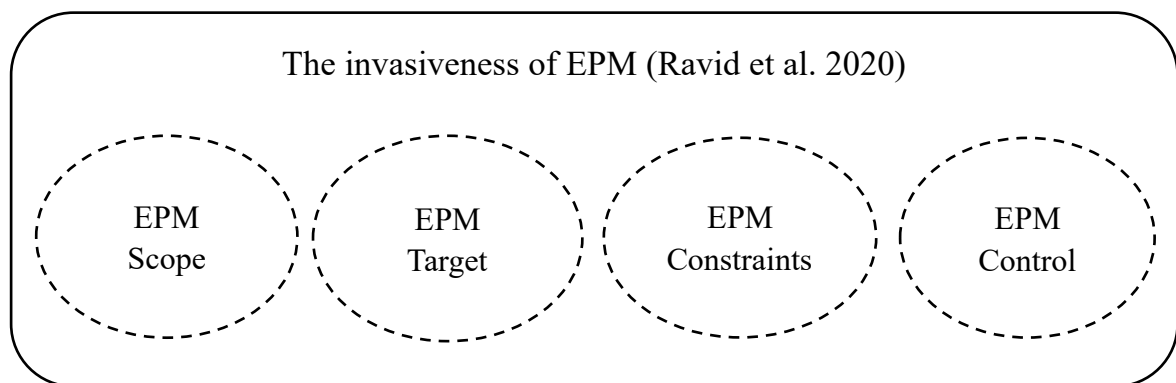 The invasiveness of EPM (Ravid et al. 2020)
EPM
Scope
EPM
Target
EPM
Constraints
EPM
Control